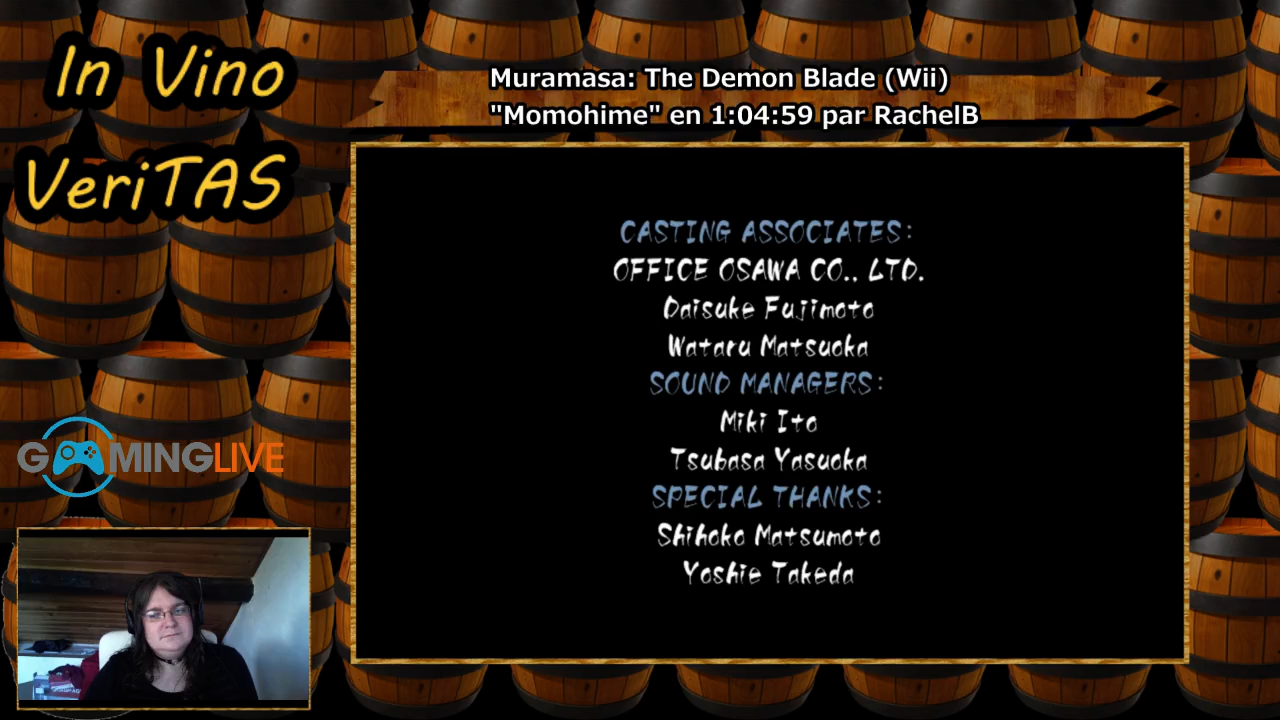 In Vino
VeriTAS
Muramasa: The Demon Blade (Wii)
"Momohime" en 1:04:59 par RachelB
CASTING ASSOCIATES:
OFFICE OSAWA CO., LTD.
Daisuke Fujimoto
Wataru Matsuoka
SOUND MANAGERS:
Miki Ito
Tsubasa Yasuoka
SPECIAL THANKS:
Shihoko Matsumoto
Yoshie Takeda
GAMINGLIVE